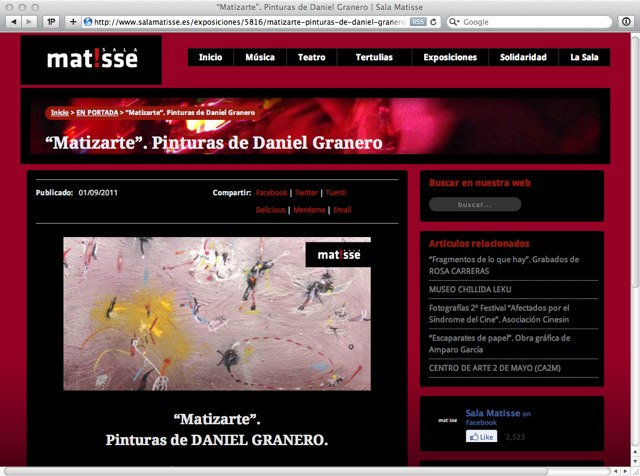 "Matizarte". Pinturas de Daniel Granero | Sala Matisse
1P
http://www.salamatisse.es/exposiciones/5816/matizarte-pinturas-de-daniel-granero
RSS
Google
SALA
mat!sse
Inicio
Música
Teatro
Tertulias
Exposiciones
Solidaridad
La Sala
Inicio > EN PORTADA > "Matizarte". Pinturas de Daniel Granero
“Matizarte”. Pinturas de Daniel Granero
Publicado: 01/09/2011
Compartir: Facebook | Twitter | Tuenti
Delicious | Menéame | Email
mat!sse
“Matizarte”.
Pinturas de DANIEL GRANERO.
Buscar en nuestra web
buscar...
Artículos relacionados
“Fragmentos de lo que hay”. Grabados de
ROSA CARRERAS
MUSEO CHILLIDA LEKU
Fotografías 2º Festival “Afectados por el
Síndrome del Cine”. Asociación Cinesin
“Escaparates de papel”. Obra gráfica de
Amparo García
CENTRO DE ARTE 2 DE MAYO (CA2M)
mat!sse
Sala Matisse on
Facebook
Like 2,523